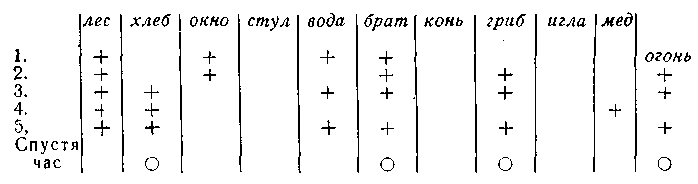 лес хлеб окно стул вода брат конь гриб игла мед
1. + + + + огонь
2. + + + + +
3. + + + + + +
4. + + +
5, + + + + + +
Спустя
час ○ ○ ○ ○